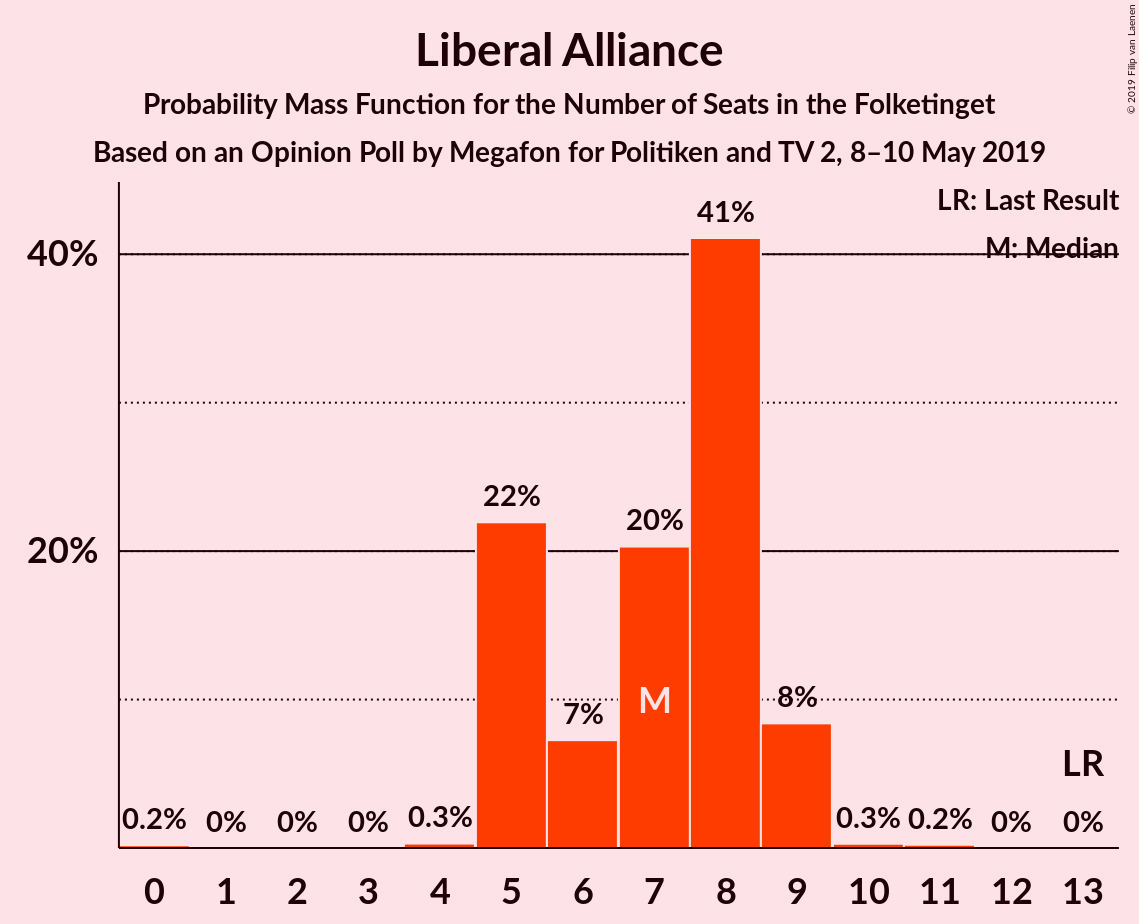 Liberal Alliance
Probability Mass Function for the Number of Seats in the Folketinget
Based on an Opinion Poll by Megafon for Politiken and TV 2, 8–10 May 2019
© 2019 Filip van Laenen
LR: Last Result
M: Median
41%
40%
22%
20%
20%
M
7%
8%
LR
0.2% 0% 0% 0% 0.3% 0.3% 0.2% 0% 0%
0 1 2 3 4 5 6 7 8 9 10 11 12 13